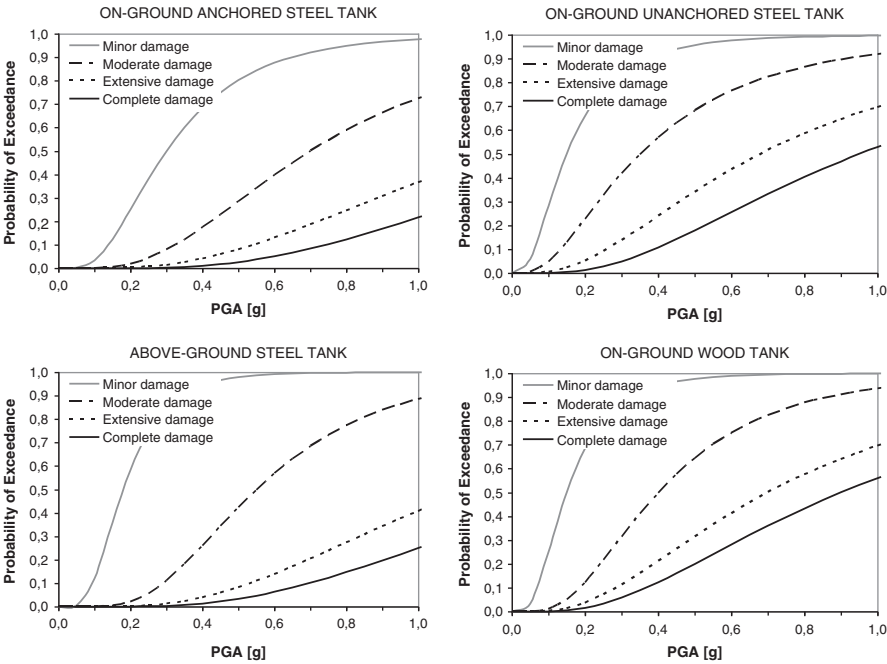 ON-GROUND ANCHORED STEEL TANK
Probability of Exceedance
1,0
0,9
0,8
0,7
0,6
0,5
0,4
0,3
0,2
0,1
0,0
Minor damage
Moderate damage
Extensive damage
Complete damage
0,0 0,2 0,4 0,6 0,8 1,0
PGA [g]
ON-GROUND UNANCHORED STEEL TANK
Probability of Exceedance
1,0
0,9
0,8
0,7
0,6
0,5
0,4
0,3
0,2
0,1
0,0
Minor damage
Moderate damage
Extensive damage
Complete damage
0,0 0,2 0,4 0,6 0,8 1,0
PGA [g]
ABOVE-GROUND STEEL TANK
Probability of Exceedance
1,0
0,9
0,8
0,7
0,6
0,5
0,4
0,3
0,2
0,1
0,0
Minor damage
Moderate damage
Extensive damage
Complete damage
0,0 0,2 0,4 0,6 0,8 1,0
PGA [g]
ON-GROUND WOOD TANK
Probability of Exceedance
1,0
0,9
0,8
0,7
0,6
0,5
0,4
0,3
0,2
0,1
0,0
Minor damage
Moderate damage
Extensive damage
Complete damage
0,0 0,2 0,4 0,6 0,8 1,0
PGA [g]